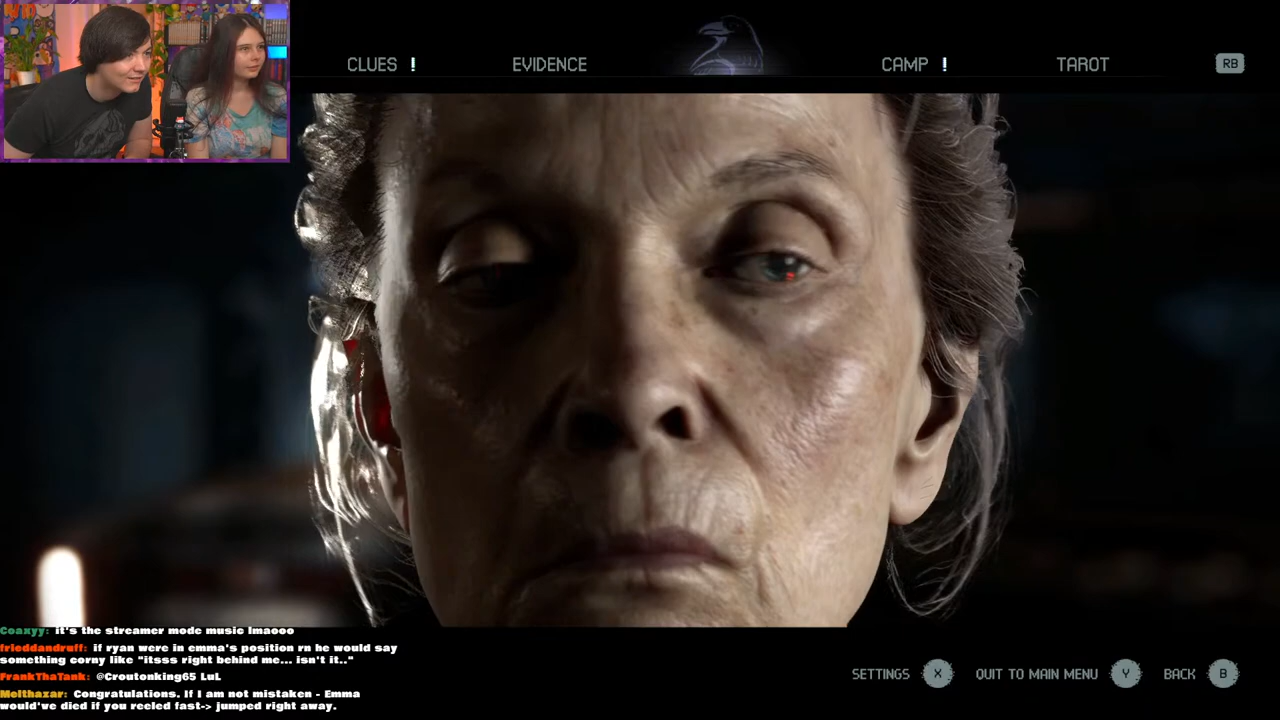 CLUES ! EVIDENCE CAMP ! TAROT RB
Coaxyy: it's the streamer mode music lmaooo
frieddandruff: if ryan were in emma's position rn he would say
something corny like "itsss right behind me... isn't it.."
FrankThaTank: @Croutonking65 LuL
Melthazar: Congratulations. If I am not mistaken - Emma
would've died if you reeled fast-> jumped right away.
SETTINGS X QUIT TO MAIN MENU Y BACK B